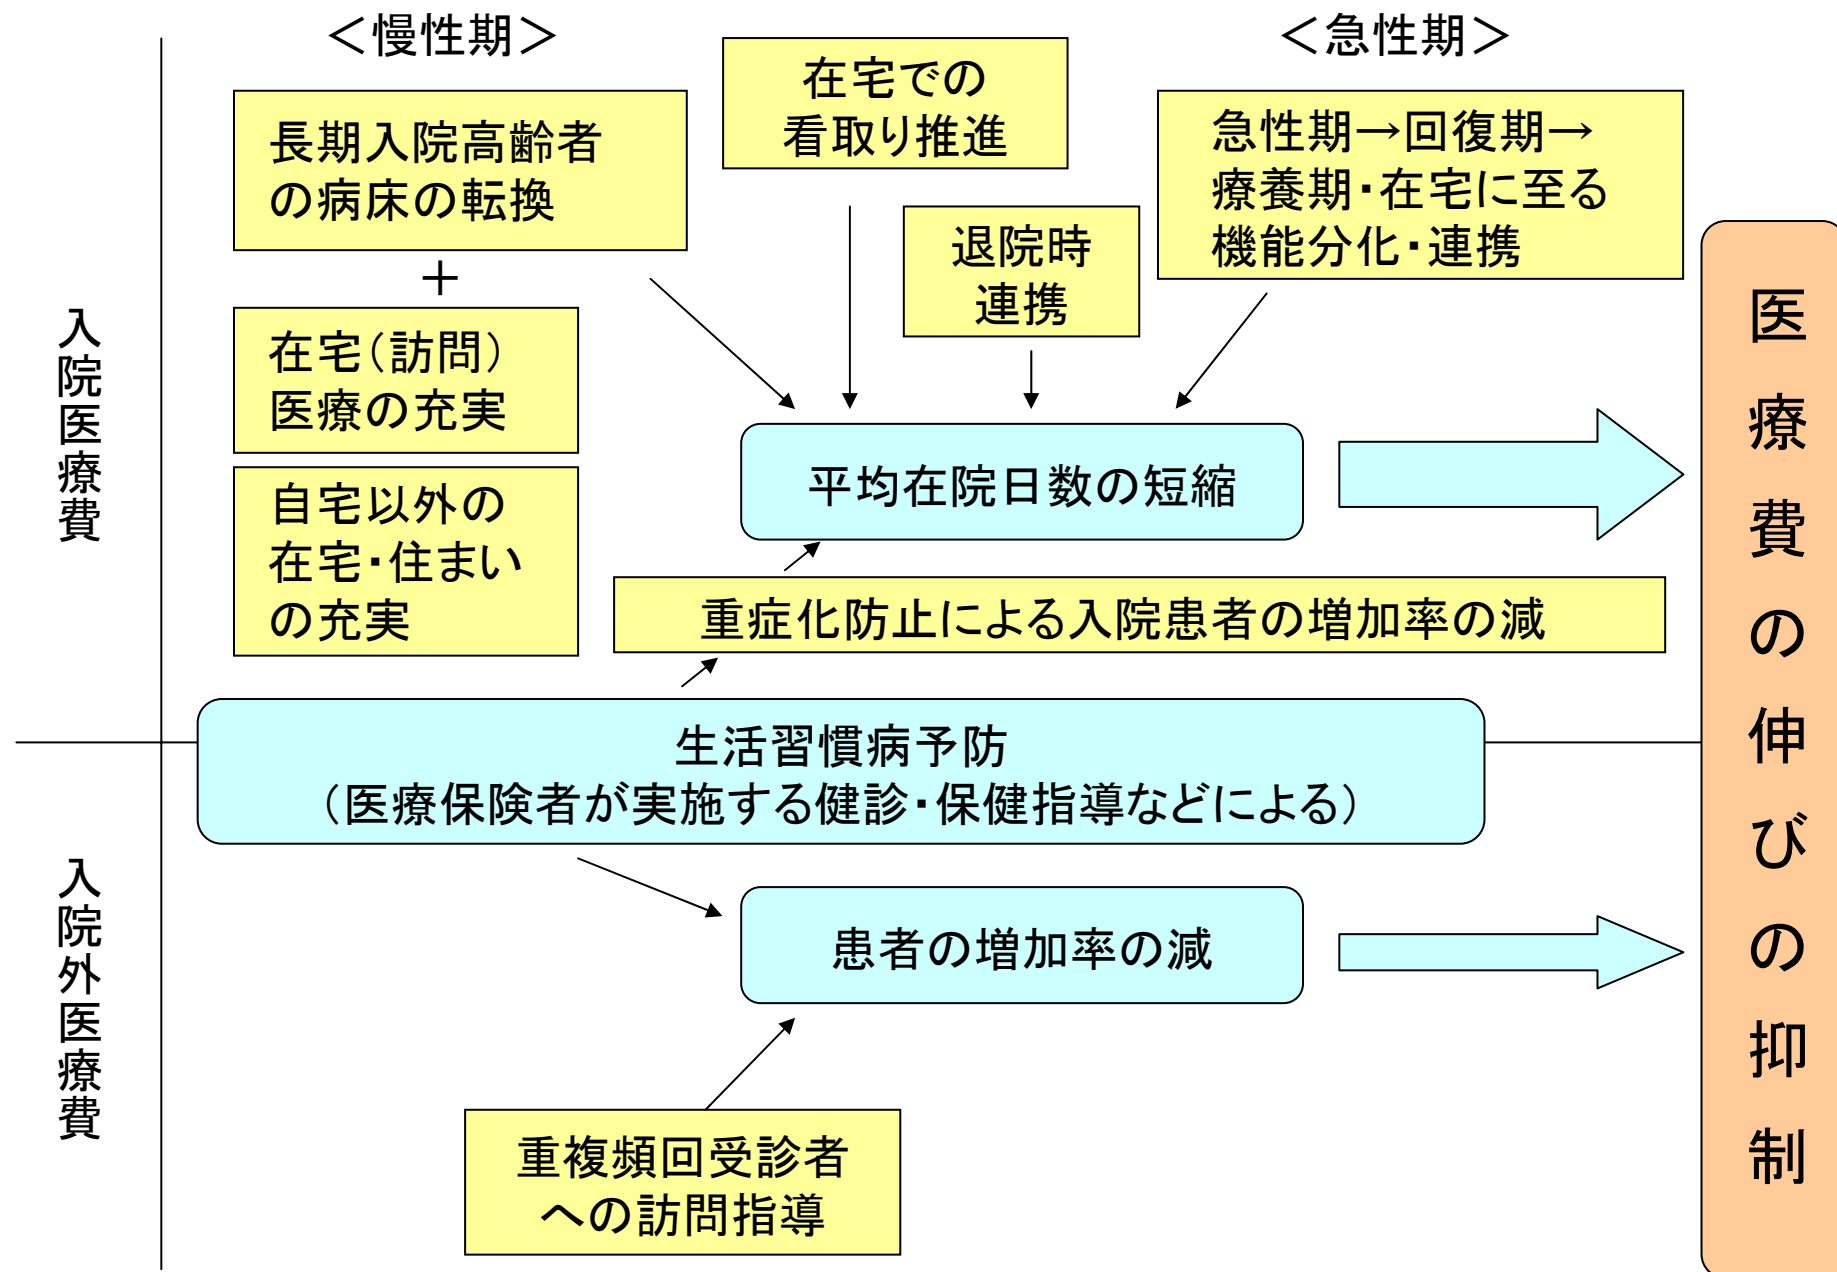 ＜慢性期＞
＜急性期＞
在宅での
看取り推進
長期入院高齢者
の病床の転換
急性期→回復期→
療養期・在宅に至る
機能分化・連携
＋
退院時
連携
在宅（訪問）
医療の充実
自宅以外の
在宅・住まい
の充実
入院医療費
平均在院日数の短縮
重症化防止による入院患者の増加率の減
生活習慣病予防
（医療保険者が実施する健診・保健指導などによる）
入院外医療費
患者の増加率の減
重複頻回受診者
への訪問指導
医療費の伸びの抑制